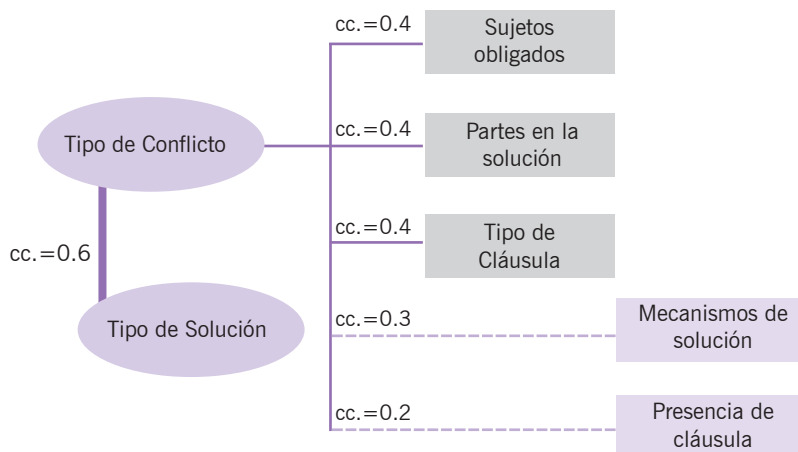 cc.=0.4
Sujetos
obligados
Tipo de Conflicto
cc.=0.4
Partes en la
solución
cc.=0.4
Tipo de
Cláusula
cc.=0.6
Tipo de Solución
cc.=0.3
Mecanismos de
solución
cc.=0.2
Presencia de
cláusula